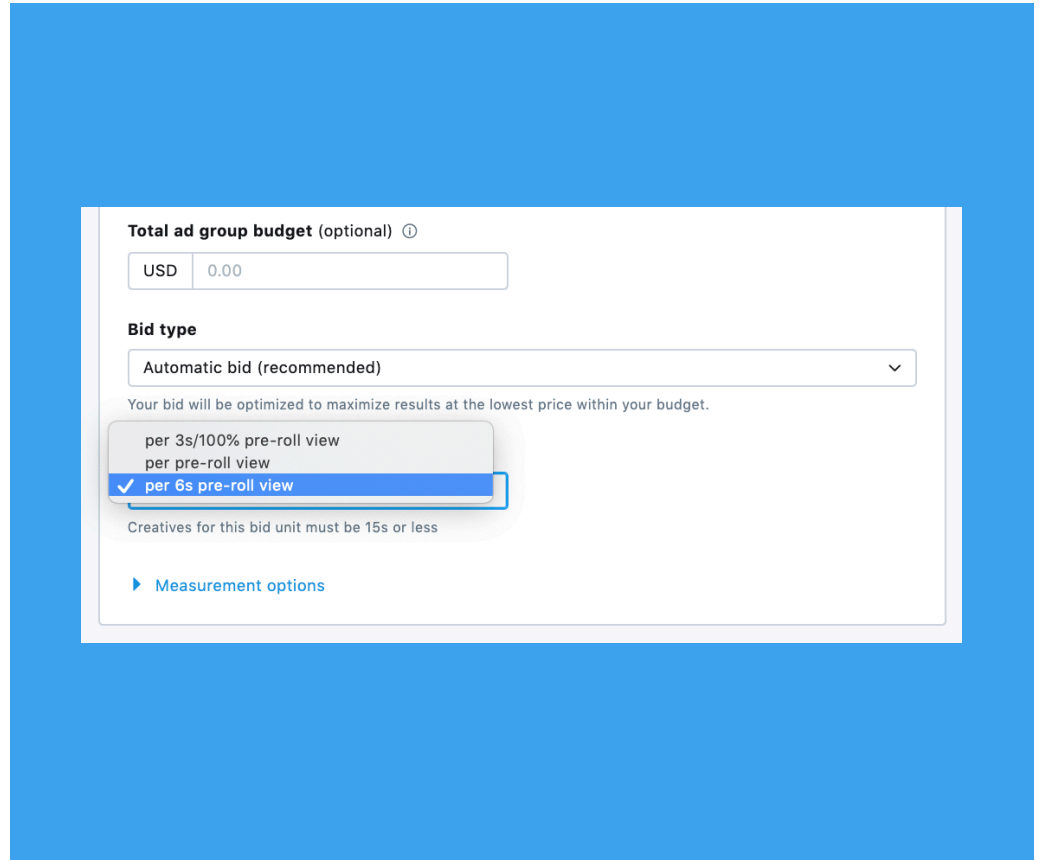 Total ad group budget (optional)
USD 0.00
Bid type
Automatic bid (recommended)
Your bid will be optimized to maximize results at the lowest price within your budget.
per 3s/100% pre-roll view
per pre-roll view
per 6s pre-roll view
Creatives for this bid unit must be 15s or less
Measurement options